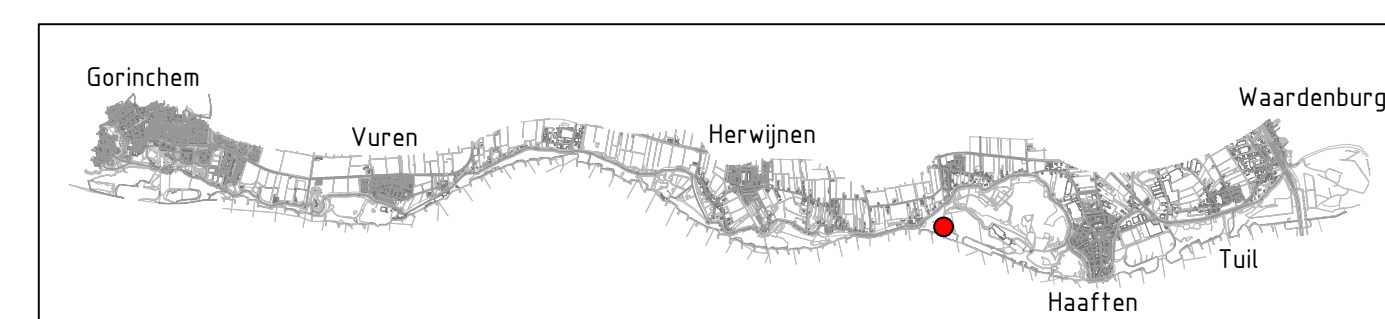 Gorinchem
Vuren
Herwijnen
Waardenburg
Tuil
Haaften